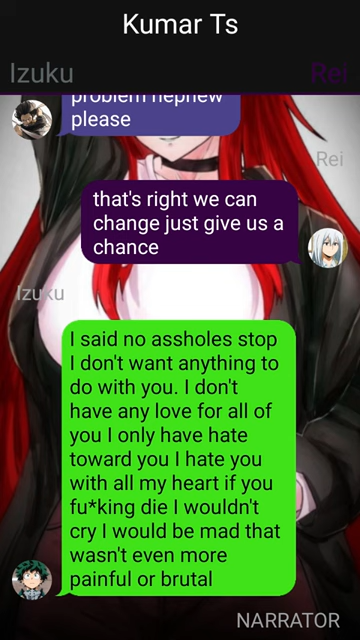 Kumar Ts
Izuku
Rei
problem nephew
please
Rei
that's right we can
change just give us a
chance
Izuku
I said no assholes stop
I don't want anything to
do with you. I don't
have any love for all of
you I only have hate
toward you I hate you
with all my heart if you
fu*king die I wouldn't
cry I would be mad that
wasn't even more
painful or brutal
NARRATOR